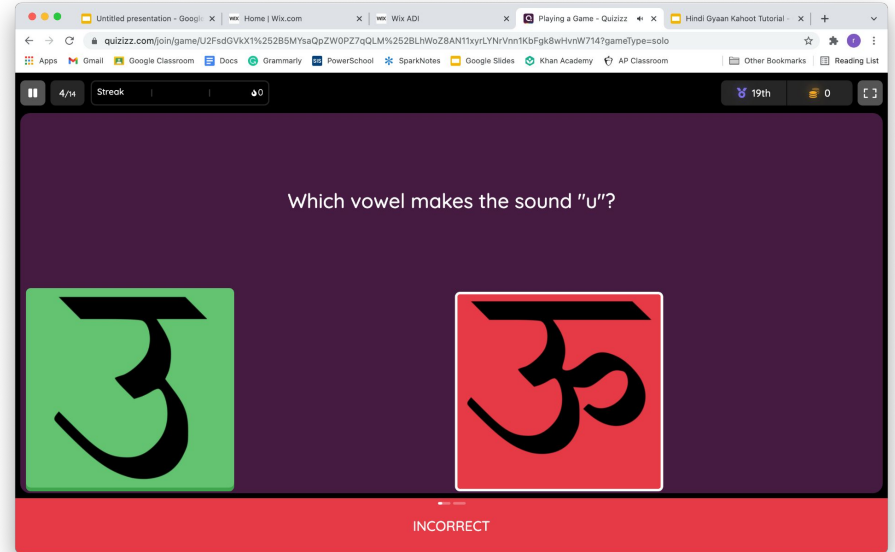 Untitled presentation - Google
Home | Wix.com
Wix ADI
Playing a Game - Quizizz
Hindi Gyaan Kahoot Tutorial -
quizizz.com/join/game/U2FsdGVkX1%252B5MYsaQpZW0PZ7qQLM%252BLhWoZ8AN11xyrLYNrVnn1KbFgk8wHvnW714?gameType=solo
Apps Gmail Google Classroom Docs Grammarly PowerSchool SparkNotes Google Slides Khan Academy AP Classroom Other Bookmarks Reading List
4/14 Streak 0 19th 0
Which vowel makes the sound "u"?
उ ऊ
INCORRECT